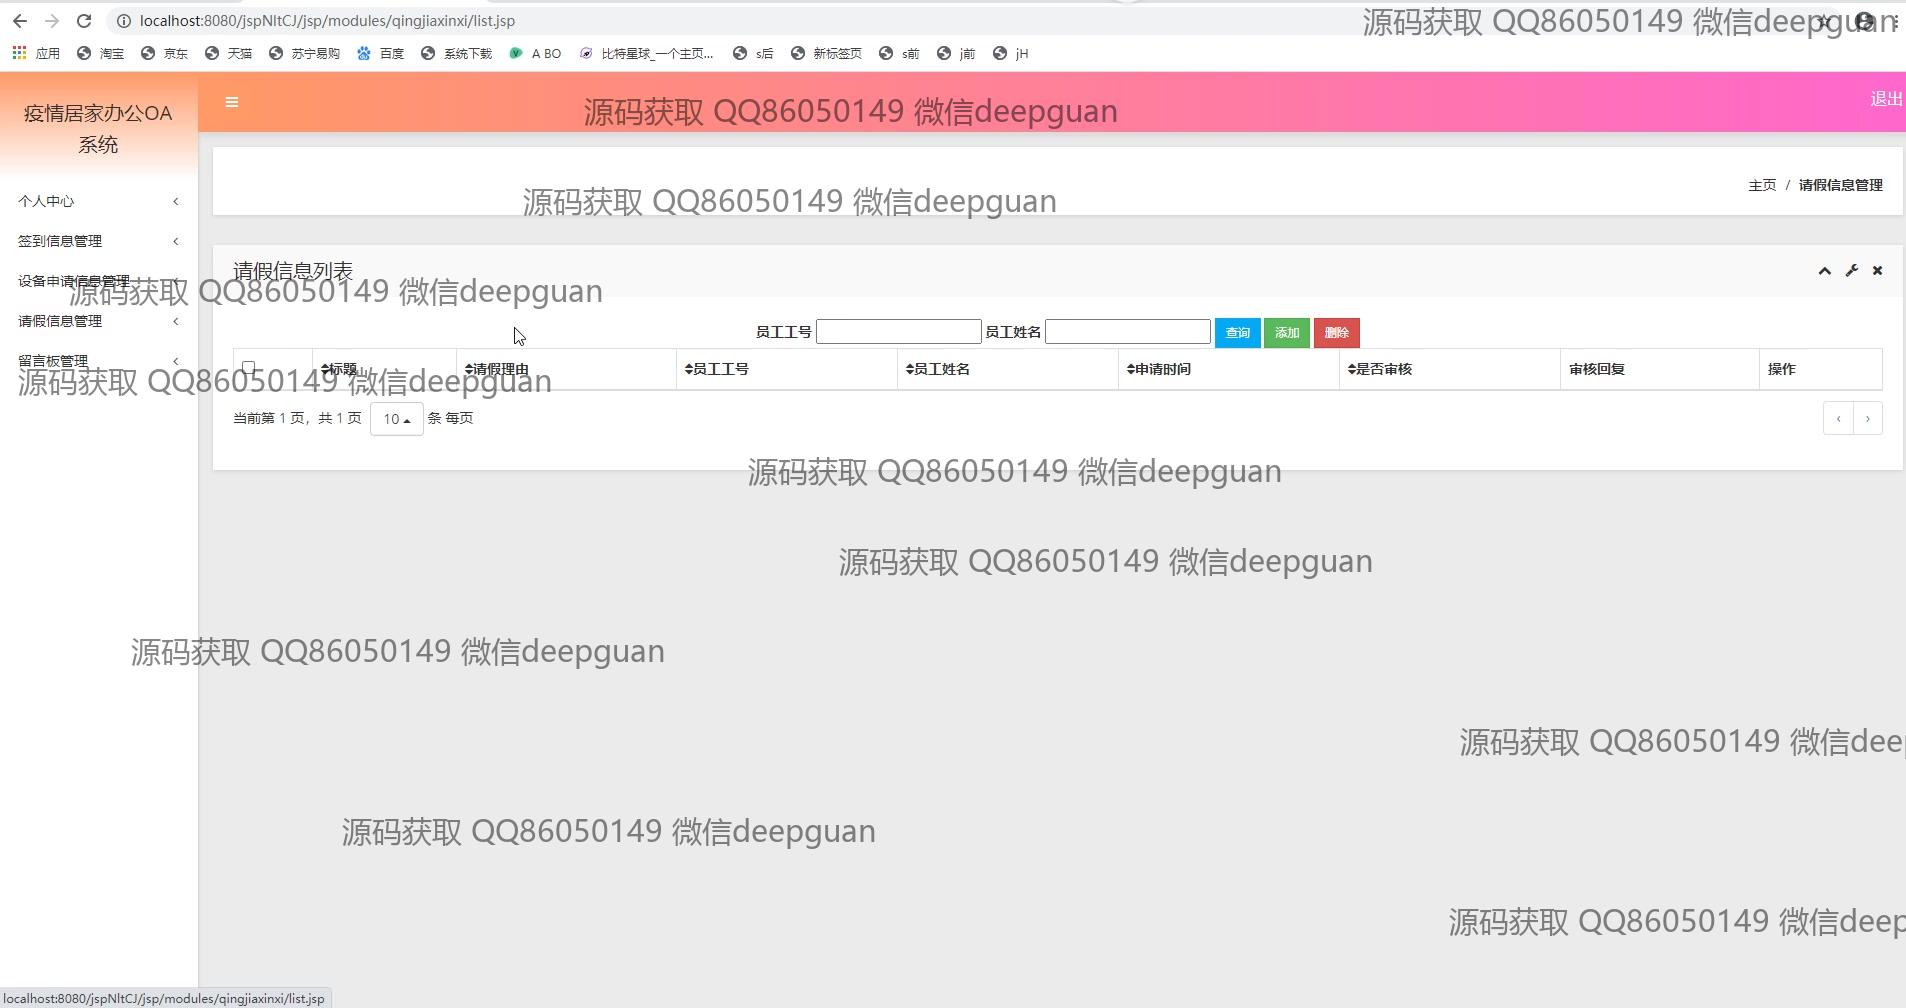 localhost:8080/jspNltCJ/jsp/modules/qingjiaxinxi/list.jsp
源码获取 QQ86050149 微信deepguan
应用 淘宝 京东 天猫 苏宁易购 百度 系统下载 A BO 比特星球_一个主页... s后 新标签页 s前 j前 jH
疫情居家办公OA
系统
退出
源码获取 QQ86050149 微信deepguan
主页 / 请假信息管理
源码获取 QQ86050149 微信deepguan
个人中心
签到信息管理
设备申请信息管理
请假信息管理
留言板管理
请假信息列表
源码获取 QQ86050149 微信deepguan
员工工号 员工姓名 查询 添加 删除
标题 请假理由 员工工号 员工姓名 申请时间 是否审核 审核回复 操作
源码获取 QQ86050149 微信deepguan
当前第 1 页，共 1 页 10 条 每页
‹ ›
源码获取 QQ86050149 微信deepguan
源码获取 QQ86050149 微信deepguan
源码获取 QQ86050149 微信deepguan
源码获取 QQ86050149 微信deep
源码获取 QQ86050149 微信deepguan
源码获取 QQ86050149 微信deep
localhost:8080/jspNltCJ/jsp/modules/qingjiaxinxi/list.jsp